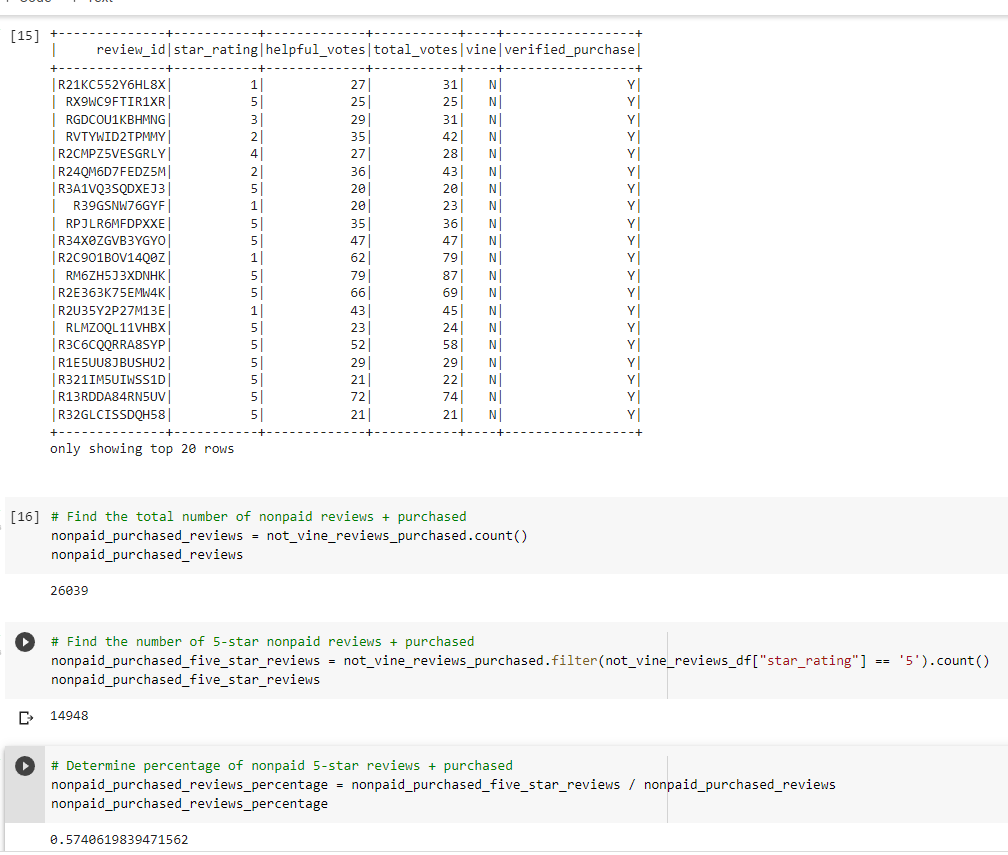 [15] +--------------+-----------+-------------+-----------+----+-----------------+
|     review_id|star_rating|helpful_votes|total_votes|vine|verified_purchase|
+--------------+-----------+-------------+-----------+----+-----------------+
|R21KC552Y6HL8X|          1|           27|         31|   N|                Y|
| RX9WC9FTIR1XR|          5|           25|         25|   N|                Y|
| RGDCOU1KBHMNG|          3|           29|         31|   N|                Y|
| RVTYWID2TPMMY|          2|           35|         42|   N|                Y|
|R2CMPZ5VESGRLY|          4|           27|         28|   N|                Y|
|R24QM6D7FEDZ5M|          2|           36|         43|   N|                Y|
|R3A1VQ3SQDXEJ3|          5|           20|         20|   N|                Y|
|  R39GSNW76GYF|          1|           20|         23|   N|                Y|
| RPJLR6MFDPXXE|          5|           35|         36|   N|                Y|
|R34X0ZGVB3YGYO|          5|           47|         47|   N|                Y|
|R2C9O1BOV14Q0Z|          1|           62|         79|   N|                Y|
| RM6ZH5J3XDNHK|          5|           79|         87|   N|                Y|
|R2E363K75EMW4K|          5|           66|         69|   N|                Y|
|R2U35Y2P27M13E|          1|           43|         45|   N|                Y|
| RLMZOQL11VHBX|          5|           23|         24|   N|                Y|
|R3C6CQQRRA8SYP|          5|           52|         58|   N|                Y|
|R1E5UU8JBUSHU2|          5|           29|         29|   N|                Y|
|R321IM5UIWSS1D|          5|           21|         22|   N|                Y|
|R13RDDA84RN5UV|          5|           72|         74|   N|                Y|
|R32GLCISSDQH58|          5|           21|         21|   N|                Y|
+--------------+-----------+-------------+-----------+----+-----------------+
only showing top 20 rows
[16] # Find the total number of nonpaid reviews + purchased
nonpaid_purchased_reviews = not_vine_reviews_purchased.count()
nonpaid_purchased_reviews
26039
# Find the number of 5-star nonpaid reviews + purchased
nonpaid_purchased_five_star_reviews = not_vine_reviews_purchased.filter(not_vine_reviews_df["star_rating"] == '5').count()
nonpaid_purchased_five_star_reviews
14948
# Determine percentage of nonpaid 5-star reviews + purchased
nonpaid_purchased_reviews_percentage = nonpaid_purchased_five_star_reviews / nonpaid_purchased_reviews
nonpaid_purchased_reviews_percentage
0.5740619839471562